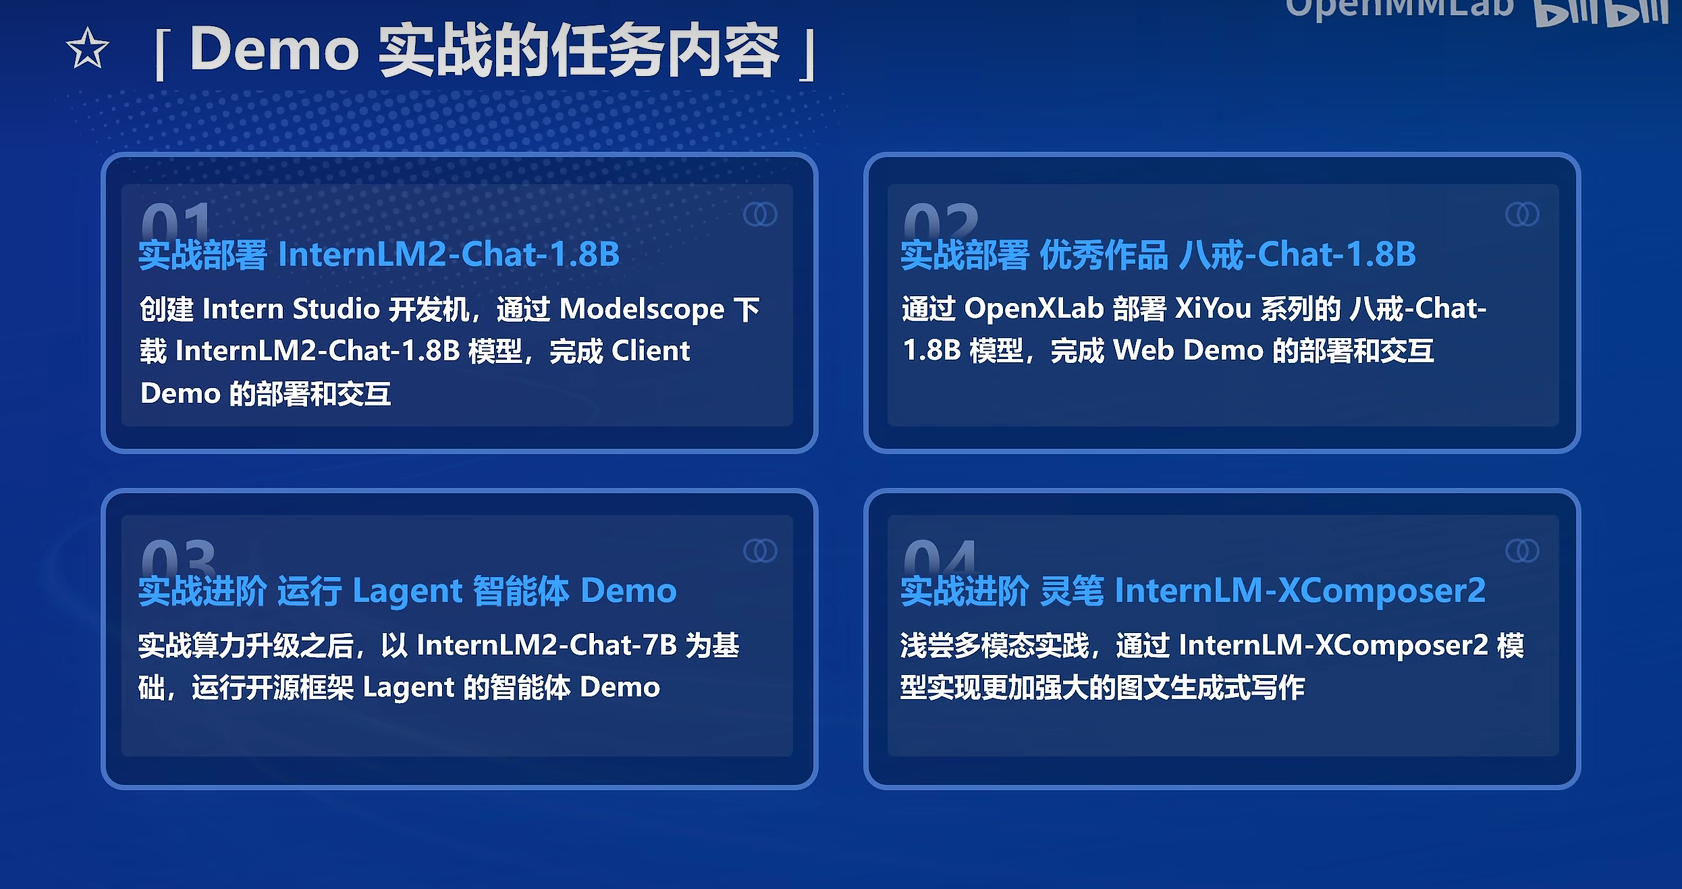 OpenMMLab bilibili
☆ ⌈ Demo 实战的任务内容 ⌋
01
实战部署 InternLM2-Chat-1.8B
创建 Intern Studio 开发机，通过 Modelscope 下
载 InternLM2-Chat-1.8B 模型，完成 Client
Demo 的部署和交互
02
实战部署 优秀作品 八戒-Chat-1.8B
通过 OpenXLab 部署 XiYou 系列的 八戒-Chat-
1.8B 模型，完成 Web Demo 的部署和交互
03
实战进阶 运行 Lagent 智能体 Demo
实战算力升级之后，以 InternLM2-Chat-7B 为基
础，运行开源框架 Lagent 的智能体 Demo
04
实战进阶 灵笔 InternLM-XComposer2
浅尝多模态实践，通过 InternLM-XComposer2 模
型实现更加强大的图文生成式写作